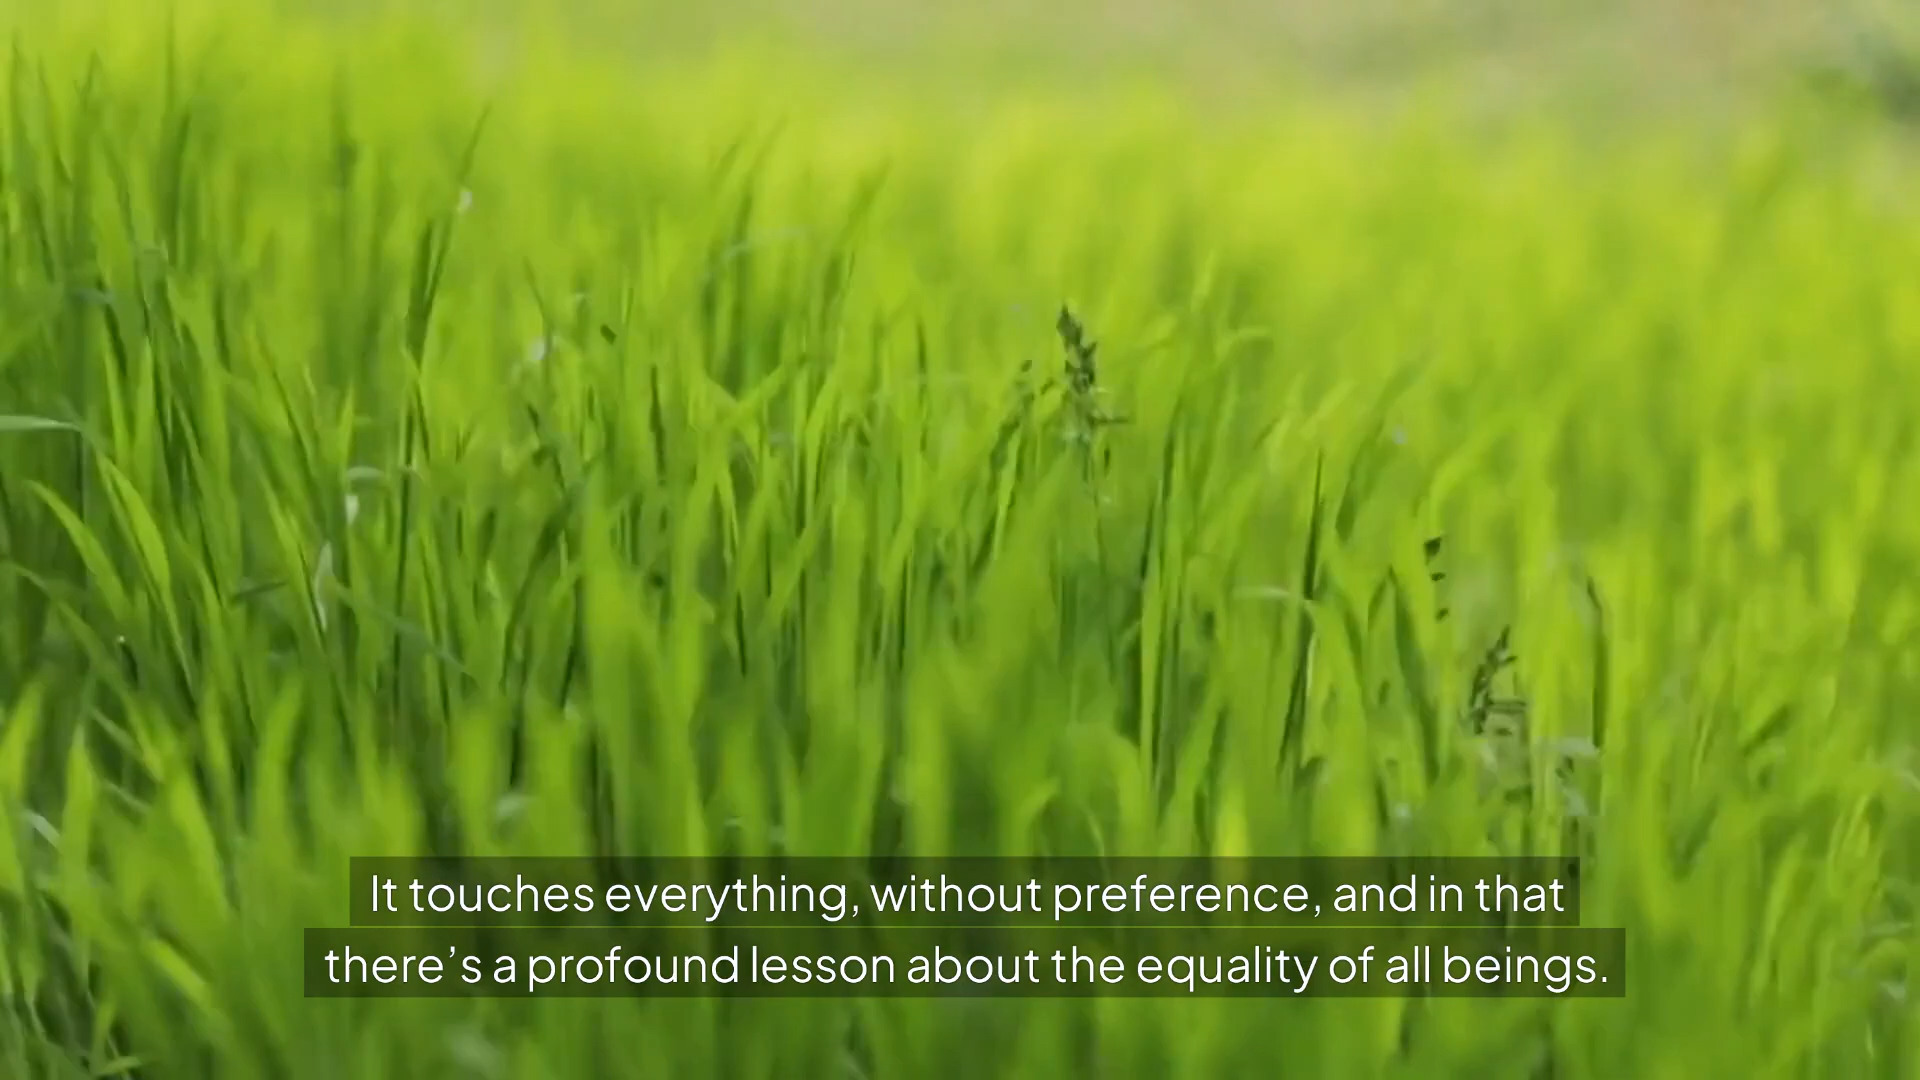 It touches everything, without preference, and in that
there’s a profound lesson about the equality of all beings.